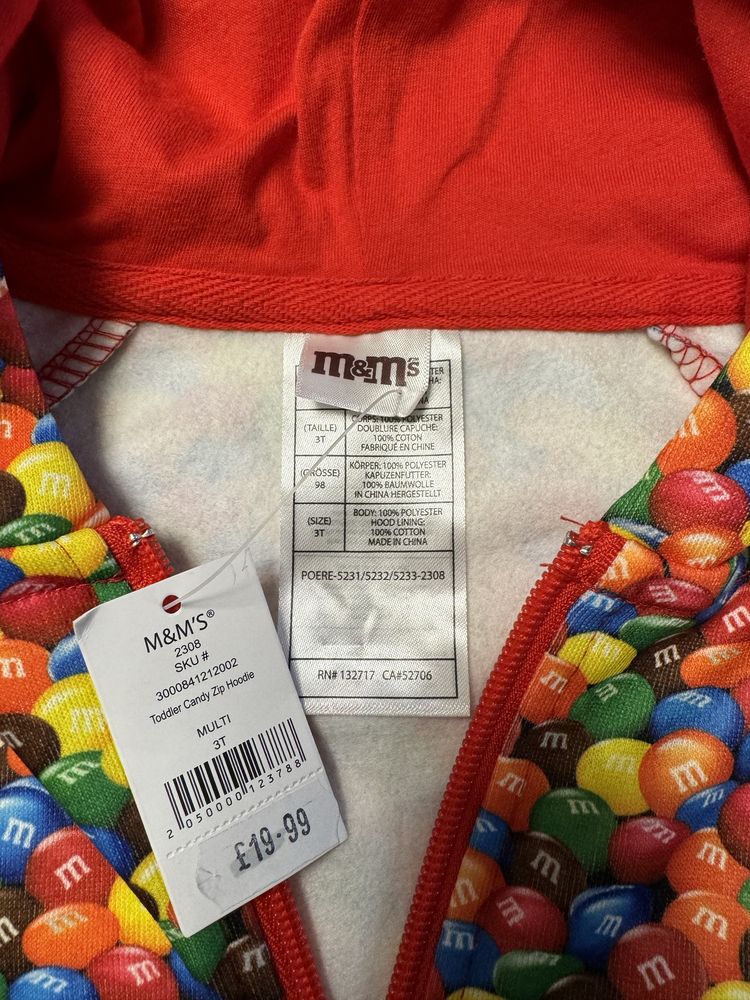 m&m's
TER
HA:
NA
(TAILLE)
3T
CORPS: 100% POLYESTER
DOUBLURE CAPUCHE:
100% COTON
FABRIQUÉ EN CHINE
(GRÖSSE)
98
KÖRPER: 100% POLYESTER
KAPUZENFUTTER:
100% BAUMWOLLE
IN CHINA HERGESTELLT
(SIZE)
3T
BODY: 100% POLYESTER
HOOD LINING:
100% COTTON
MADE IN CHINA
POERE-5231/5232/5233-2308
RN# 132717 CA#52706
M&M'S®
2308
SKU #
3000841212002
Toddler Candy Zip Hoodie
MULTI
3T
2 050000 123788
£19.99